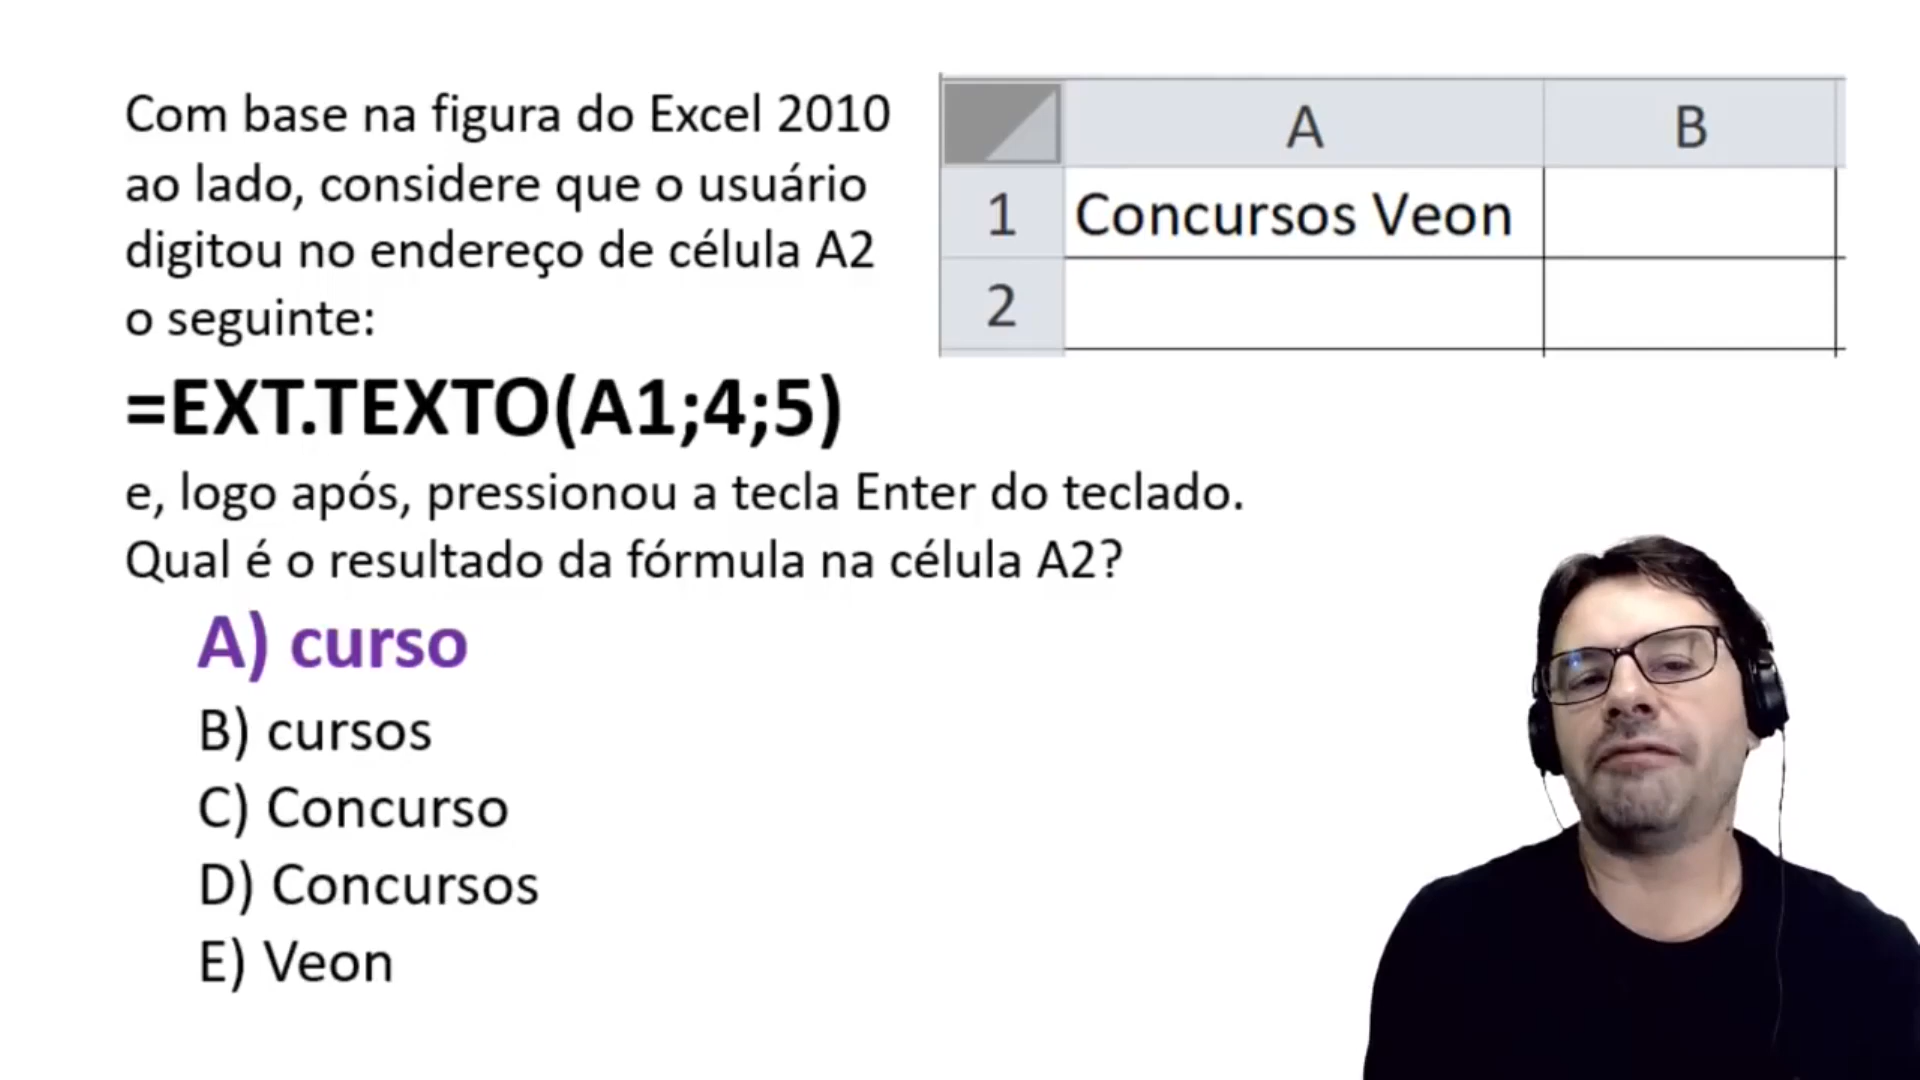 Com base na figura do Excel 2010
ao lado, considere que o usuário
digitou no endereço de célula A2
o seguinte:
=EXT.TEXTO(A1;4;5)
e, logo após, pressionou a tecla Enter do teclado.
Qual é o resultado da fórmula na célula A2?
A) curso
B) cursos
C) Concurso
D) Concursos
E) Veon
A B
1 Concursos Veon
2